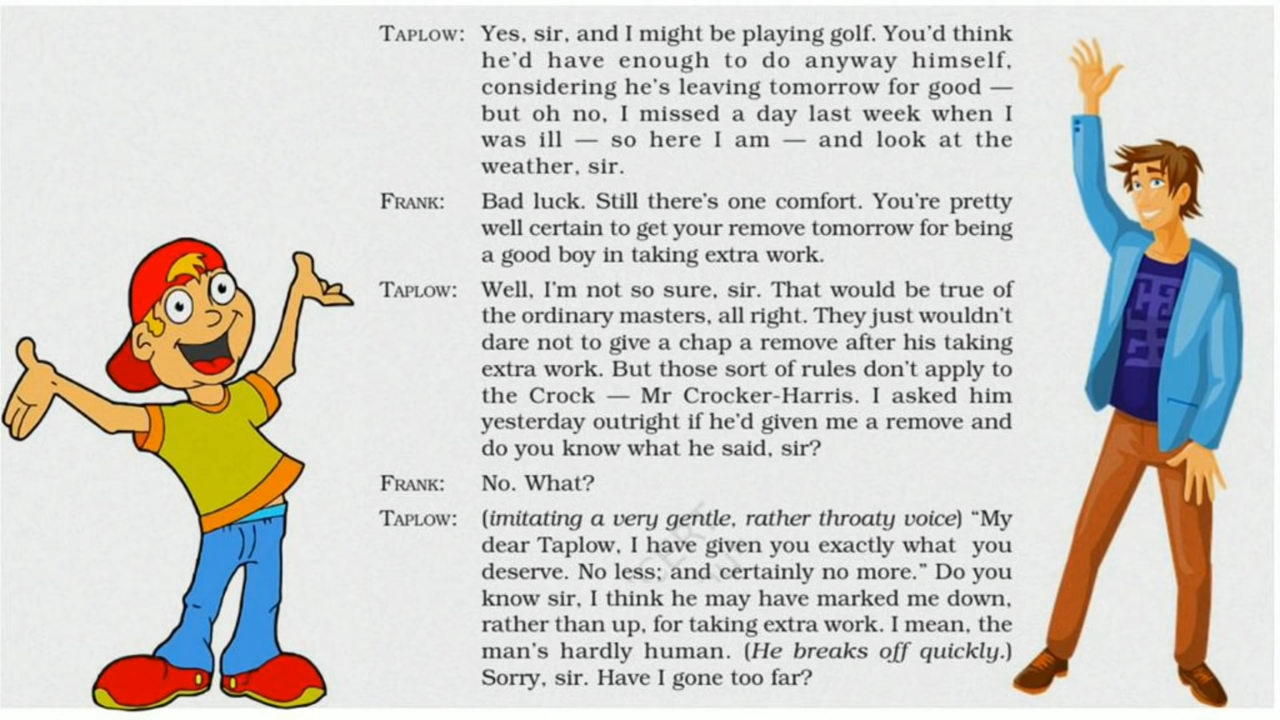 TAPLOW: Yes, sir, and I might be playing golf. You'd think
he'd have enough to do anyway himself,
considering he's leaving tomorrow for good —
but oh no, I missed a day last week when I
was ill — so here I am — and look at the
weather, sir.
FRANK: Bad luck. Still there's one comfort. You're pretty
well certain to get your remove tomorrow for being
a good boy in taking extra work.
TAPLOW: Well, I'm not so sure, sir. That would be true of
the ordinary masters, all right. They just wouldn't
dare not to give a chap a remove after his taking
extra work. But those sort of rules don't apply to
the Crock — Mr Crocker-Harris. I asked him
yesterday outright if he'd given me a remove and
do you know what he said, sir?
FRANK: No. What?
TAPLOW: (imitating a very gentle, rather throaty voice) “My
dear Taplow, I have given you exactly what you
deserve. No less; and certainly no more.” Do you
know sir, I think he may have marked me down,
rather than up, for taking extra work. I mean, the
man's hardly human. (He breaks off quickly.)
Sorry, sir. Have I gone too far?